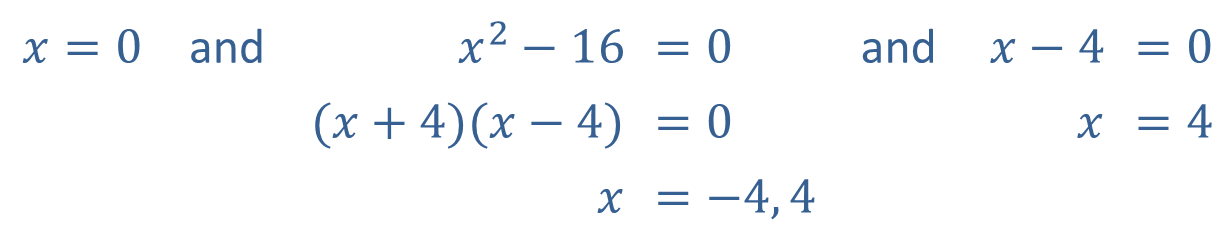 x = 0 and x² − 16 = 0 and x − 4 = 0
(x + 4)(x − 4) = 0 x = 4
x = −4, 4